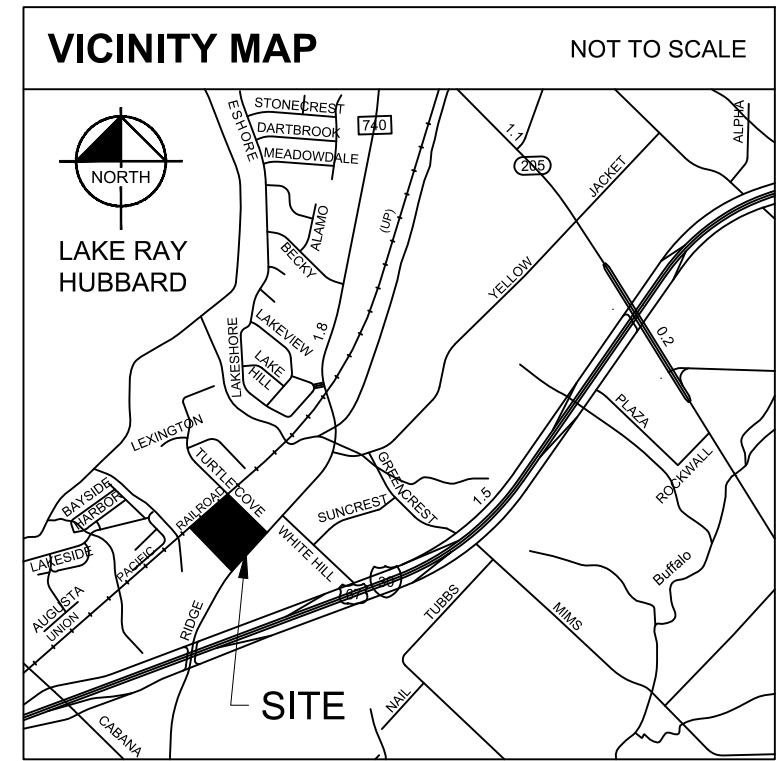 VICINITY MAP
NOT TO SCALE
NORTH
LAKE RAY
HUBBARD
ESHORE
STONECREST
DARTBROOK
MEADOWDALE
740
1.1
205
ALPHA
JACKET
(UP)
ALAMO
BECKY
YELLOW
LAKEVIEW
1.8
LAKESHORE
LAKE
HILL
0.2
PLAZA
LEXINGTON
TURTLE COVE
GREENCREST
ROCKWALL
BAYSIDE
HARBOR
RAILROAD
SUNCREST
1.5
WHITE HILL
LAKESIDE
PACIFIC
67
30
Buffalo
AUGUSTA
UNION
RIDGE
TUBBS
MIMS
SITE
NAIL
CABANA